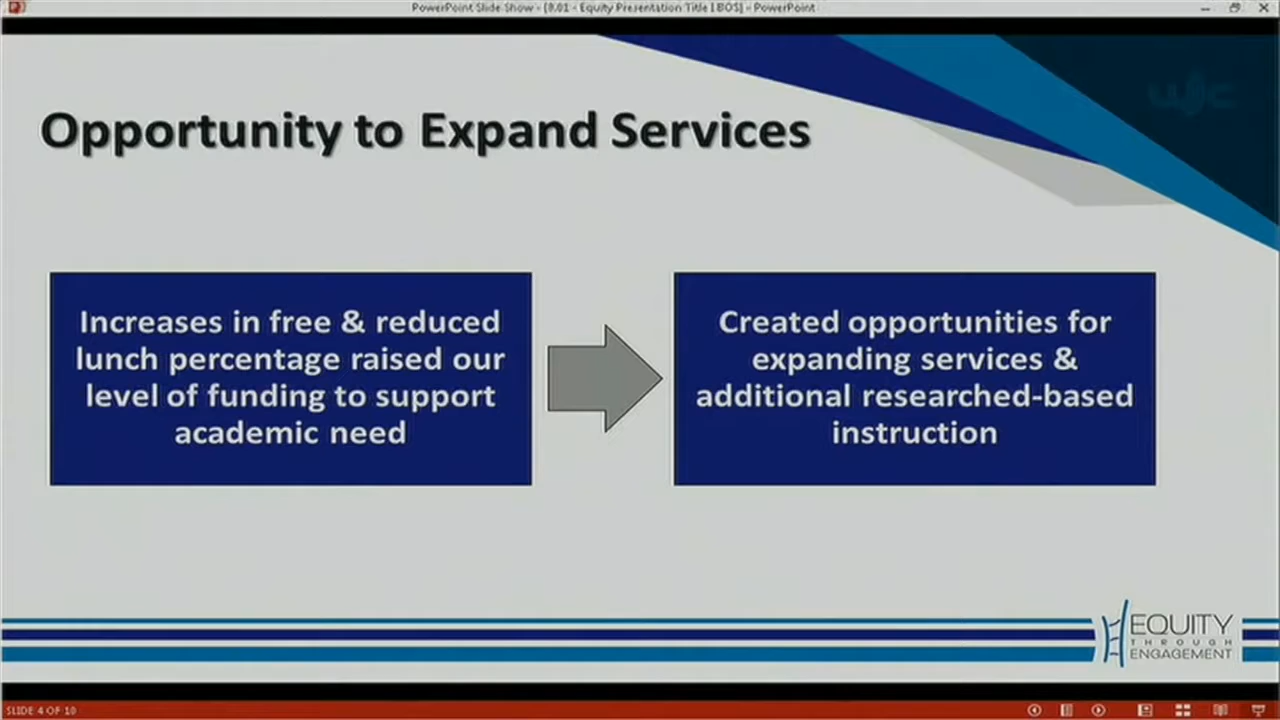 PowerPoint Slide Show - [9.01 - Equity Presentation Title I BOS] - PowerPoint
Opportunity to Expand Services
Increases in free & reduced
lunch percentage raised our
level of funding to support
academic need
Created opportunities for
expanding services &
additional researched-based
instruction
EQUITY
THROUGH
ENGAGEMENT
SLIDE 4 OF 10